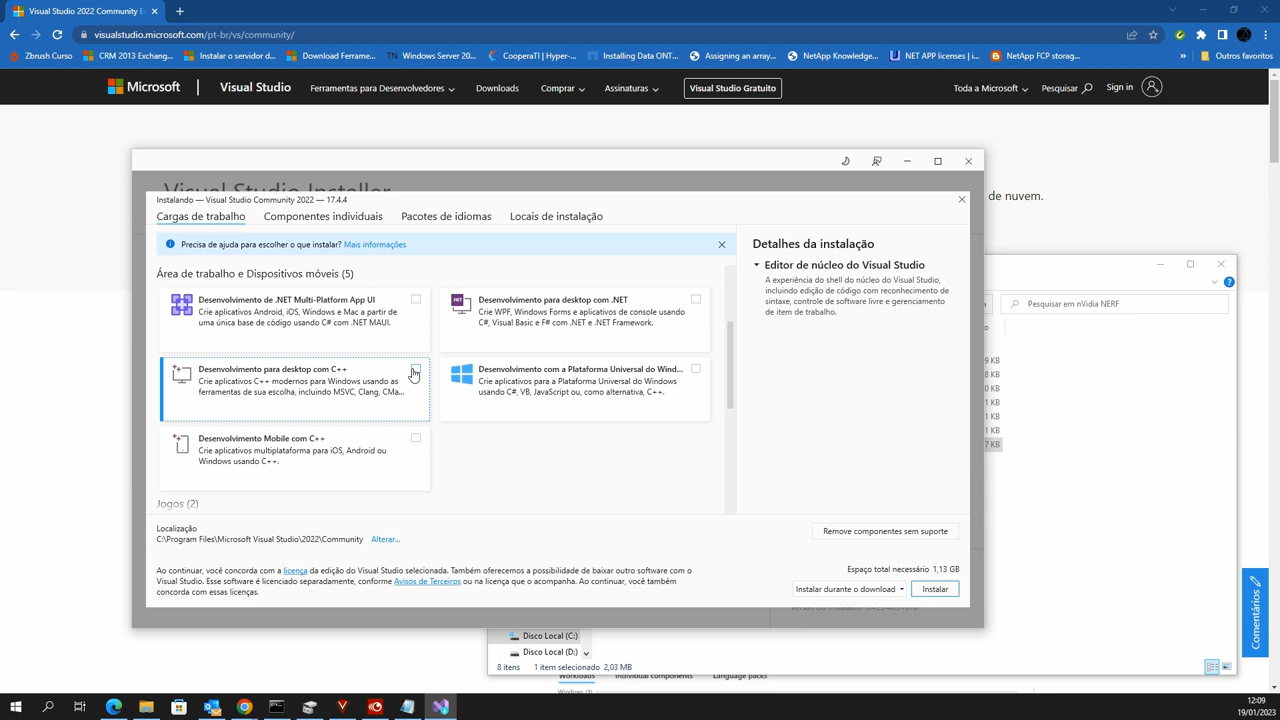 Visual Studio 2022 Community E
visualstudio.microsoft.com/pt-br/vs/community/
Zbrush Curso
CRM 2013 Exchang...
Instalar o servidor d...
Download Ferrame...
TN
Windows Server 20...
CooperaTI | Hyper-...
Installing Data ONT...
Assigning an array...
NetApp Knowledge...
NET APP licenses | i...
NetApp FCP storag...
»
Outros favoritos
Microsoft
Visual Studio
Ferramentas para Desenvolvedores
Downloads
Comprar
Assinaturas
Visual Studio Gratuito
Toda a Microsoft
Pesquisar
Sign in
de nuvem.
Visual Studio Installer
Instalando — Visual Studio Community 2022 — 17.4.4
Cargas de trabalho
Componentes individuais
Pacotes de idiomas
Locais de instalação
Precisa de ajuda para escolher o que instalar? Mais informações
Área de trabalho e Dispositivos móveis (5)
Desenvolvimento de .NET Multi-Platform App UI
Crie aplicativos Android, iOS, Windows e Mac a partir de
uma única base de código usando C# com .NET MAUI.
.NET
Desenvolvimento para desktop com .NET
Crie WPF, Windows Forms e aplicativos de console usando
C#, Visual Basic e F# com .NET e .NET Framework.
Desenvolvimento para desktop com C++
Crie aplicativos C++ modernos para Windows usando as
ferramentas de sua escolha, incluindo MSVC, Clang, CMa...
Desenvolvimento com a Plataforma Universal do Wind...
Crie aplicativos para a Plataforma Universal do Windows
usando C#, VB, JavaScript ou, como alternativa, C++.
Desenvolvimento Mobile com C++
Crie aplicativos multiplataforma para iOS, Android ou
Windows usando C++.
Jogos (2)
Detalhes da instalação
Editor de núcleo do Visual Studio
A experiência do shell do núcleo do Visual Studio,
incluindo edição de código com reconhecimento de
sintaxe, controle de software livre e gerenciamento
de item de trabalho.
Localização
C:\Program Files\Microsoft Visual Studio\2022\Community
Alterar...
Remove componentes sem suporte
Ao continuar, você concorda com a licença da edição do Visual Studio selecionada. Também oferecemos a possibilidade de baixar outro software com o
Visual Studio. Esse software é licenciado separadamente, conforme Avisos de Terceiros ou na licença que o acompanha. Ao continuar, você também
concorda com essas licenças.
Espaço total necessário 1,13 GB
Instalar durante o download
Instalar
Pesquisar em nVidia NERF
9 KB
8 KB
1 KB
1 KB
1 KB
7 KB
Disco Local (C:)
Disco Local (D:)
8 itens
1 item selecionado 2,03 MB
Workloads
Individual components
Language packs
Windows (3)
Comentários
12:09
19/01/2023